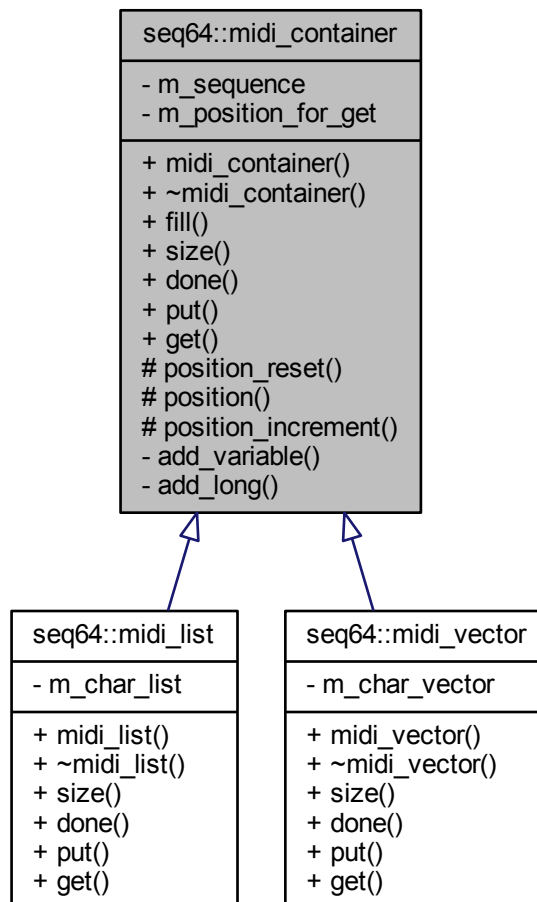 seq64::midi_container
- m_sequence
- m_position_for_get
+ midi_container()
+ ~midi_container()
+ fill()
+ size()
+ done()
+ put()
+ get()
# position_reset()
# position()
# position_increment()
- add_variable()
- add_long()
seq64::midi_list
- m_char_list
+ midi_list()
+ ~midi_list()
+ size()
+ done()
+ put()
+ get()
seq64::midi_vector
- m_char_vector
+ midi_vector()
+ ~midi_vector()
+ size()
+ done()
+ put()
+ get()